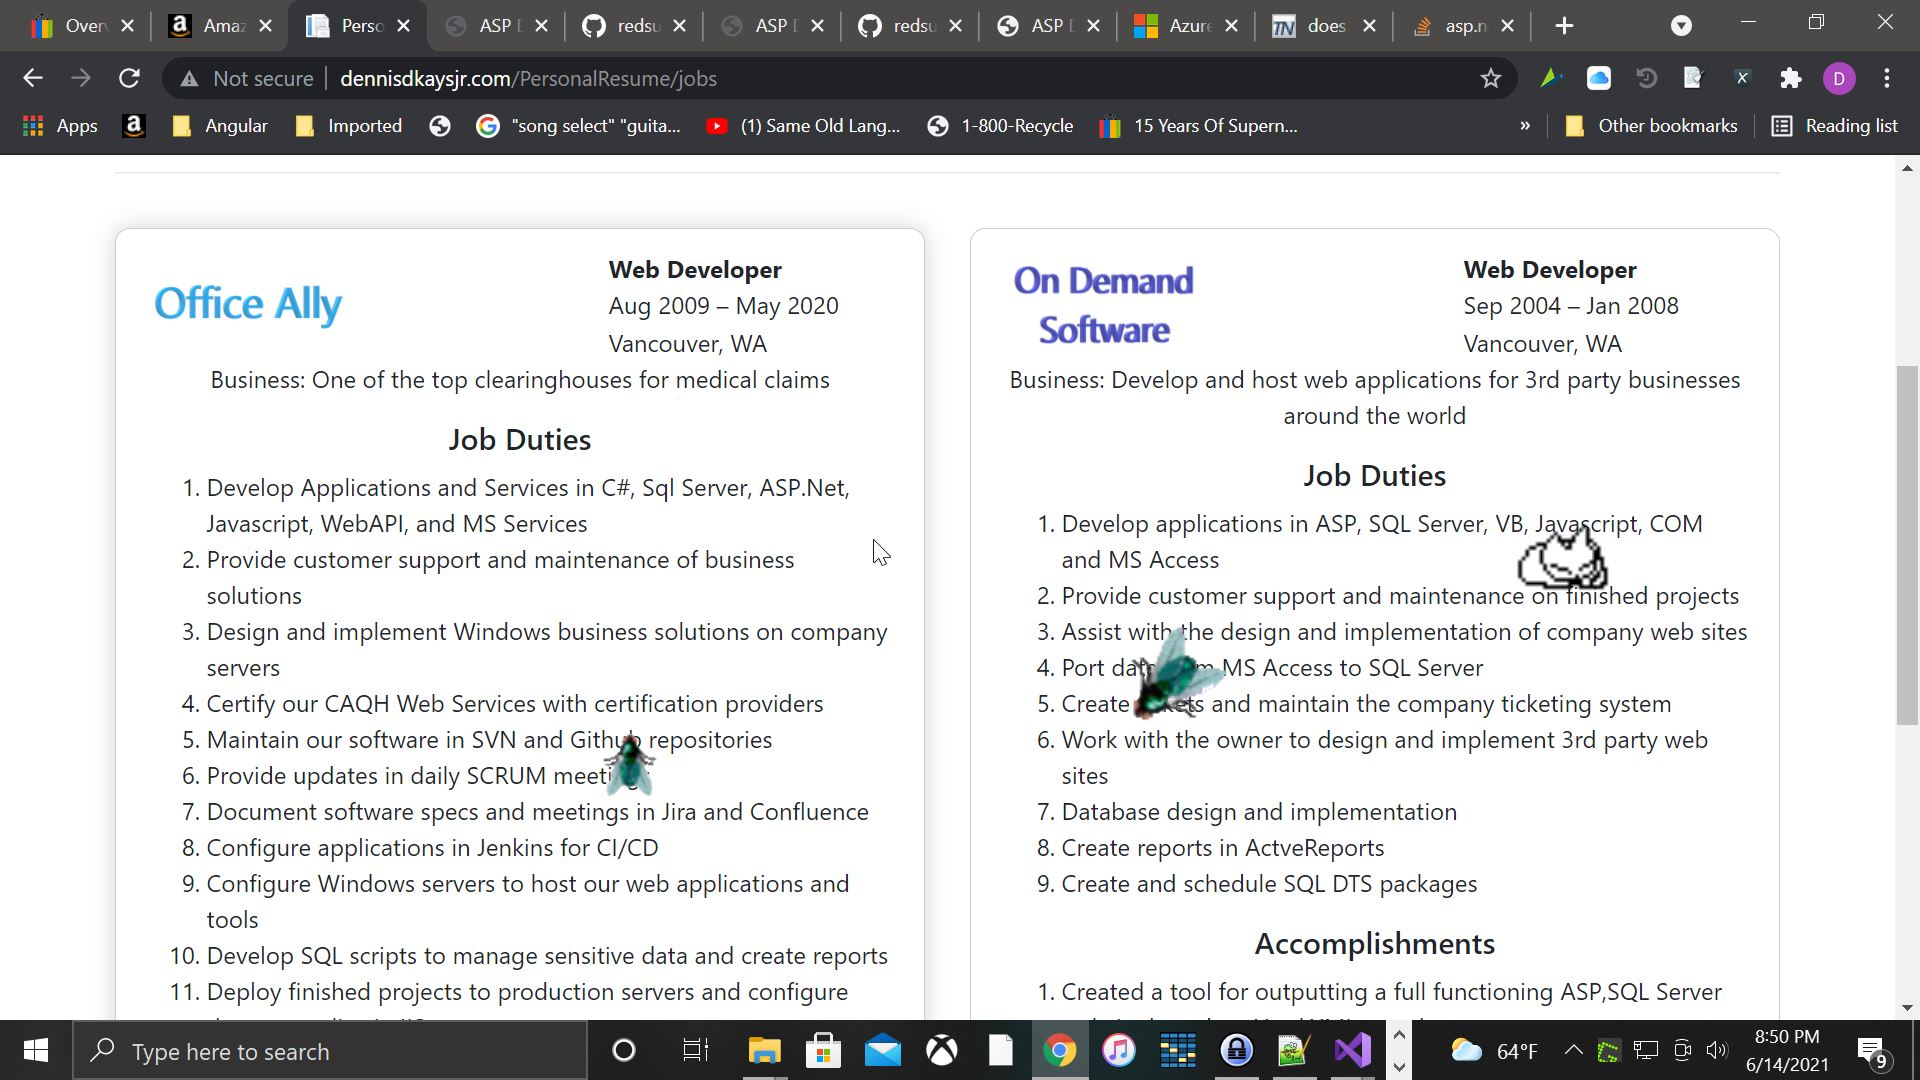 Over
Amaz
Perso
ASP D
redsu
ASP D
redsu
ASP D
Azure
does
asp.n
Not secure
dennisdkaysjr.com/PersonalResume/jobs
D
Apps
Angular
Imported
"song select" "guita...
(1) Same Old Lang...
1-800-Recycle
15 Years Of Supern...
»
Other bookmarks
Reading list
Office Ally
Web Developer
Aug 2009 – May 2020
Vancouver, WA
Business: One of the top clearinghouses for medical claims
Job Duties
1. Develop Applications and Services in C#, Sql Server, ASP.Net,
Javascript, WebAPI, and MS Services
2. Provide customer support and maintenance of business
solutions
3. Design and implement Windows business solutions on company
servers
4. Certify our CAQH Web Services with certification providers
5. Maintain our software in SVN and Github repositories
6. Provide updates in daily SCRUM
7. Document software specs and meetings in Jira and Confluence
8. Configure applications in Jenkins for CI/CD
9. Configure Windows servers to host our web applications and
tools
10. Develop SQL scripts to manage sensitive data and create reports
11. Deploy finished projects to production servers and configure
On Demand
Software
Web Developer
Sep 2004 – Jan 2008
Vancouver, WA
Business: Develop and host web applications for 3rd party businesses
around the world
Job Duties
1. Develop applications in ASP, SQL Server, VB, Javascript, COM
and MS Access
2. Provide customer support and maintenance on finished projects
3. Assist with the design and implementation of company web sites
4. Port MS Access to SQL Server
5. Create and maintain the company ticketing system
6. Work with the owner to design and implement 3rd party web
sites
7. Database design and implementation
8. Create reports in ActveReports
9. Create and schedule SQL DTS packages
Accomplishments
1. Created a tool for outputting a full functioning ASP,SQL Server
Type here to search
64°F
8:50 PM
6/14/2021
9